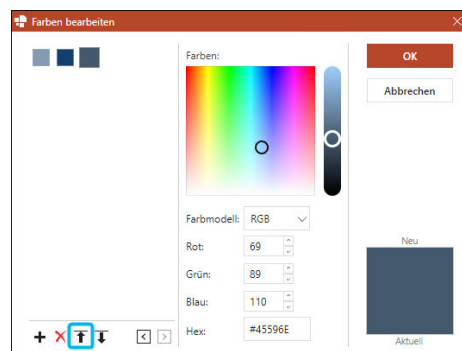 Farben bearbeiten
Farben:
OK
Abbrechen
Farbmodell: RGB
Rot: 69
Grün: 89
Blau: 110
Hex: #45596E
Neu
Aktuell